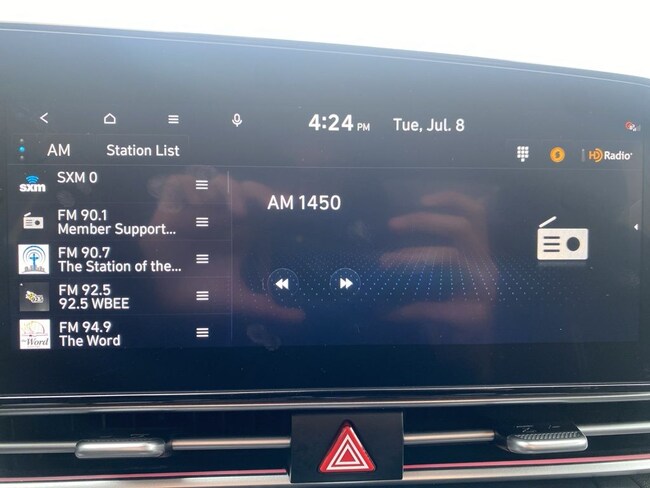 4:24 PM Tue, Jul. 8
AM Station List
HD Radio
sxm SXM 0
AM 1450
FM 90.1
Member Support...
FM 90.7
The Station of the...
FM 92.5
92.5 WBEE
FM 94.9
The Word
Word